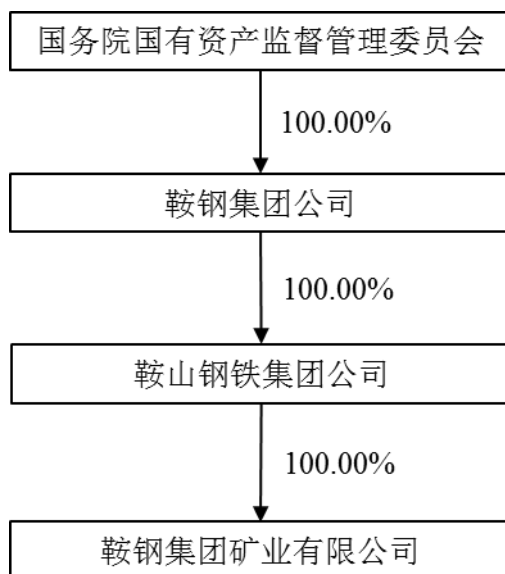 国务院国有资产监督管理委员会
100.00%
鞍钢集团公司
100.00%
鞍山钢铁集团公司
100.00%
鞍钢集团矿业有限公司